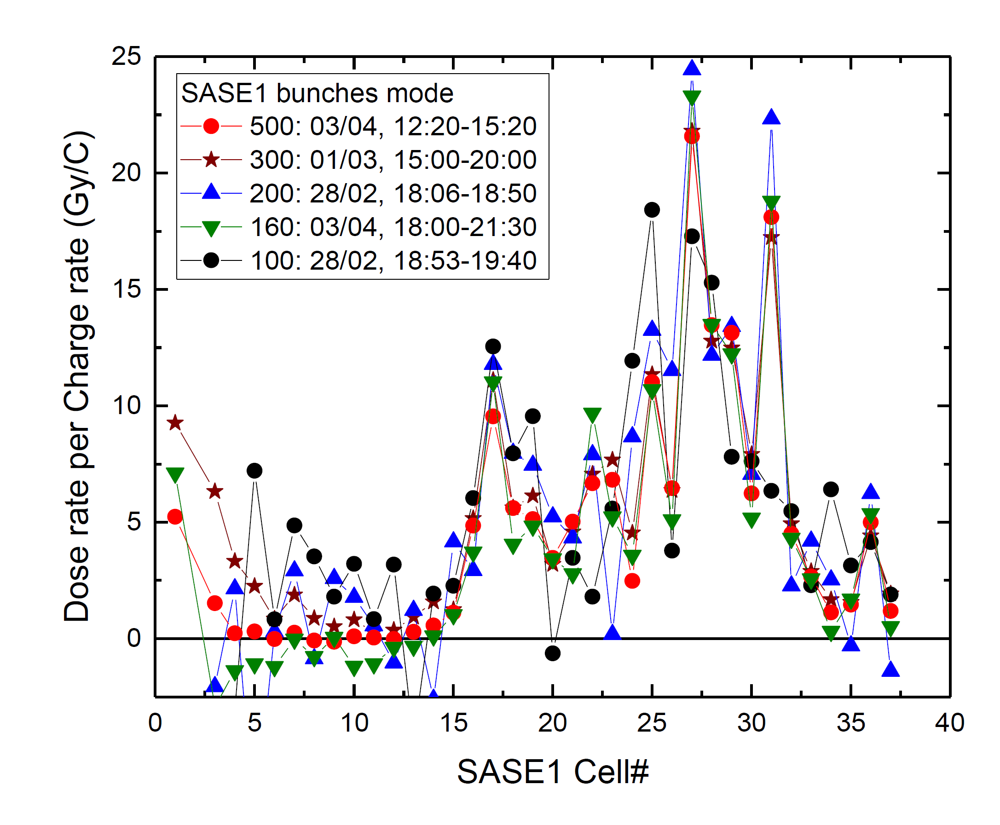 25
20
15
10
5
0
Dose rate per Charge rate (Gy/C)
SASE1 bunches mode
500: 03/04, 12:20-15:20
300: 01/03, 15:00-20:00
200: 28/02, 18:06-18:50
160: 03/04, 18:00-21:30
100: 28/02, 18:53-19:40
0 5 10 15 20 25 30 35 40
SASE1 Cell#